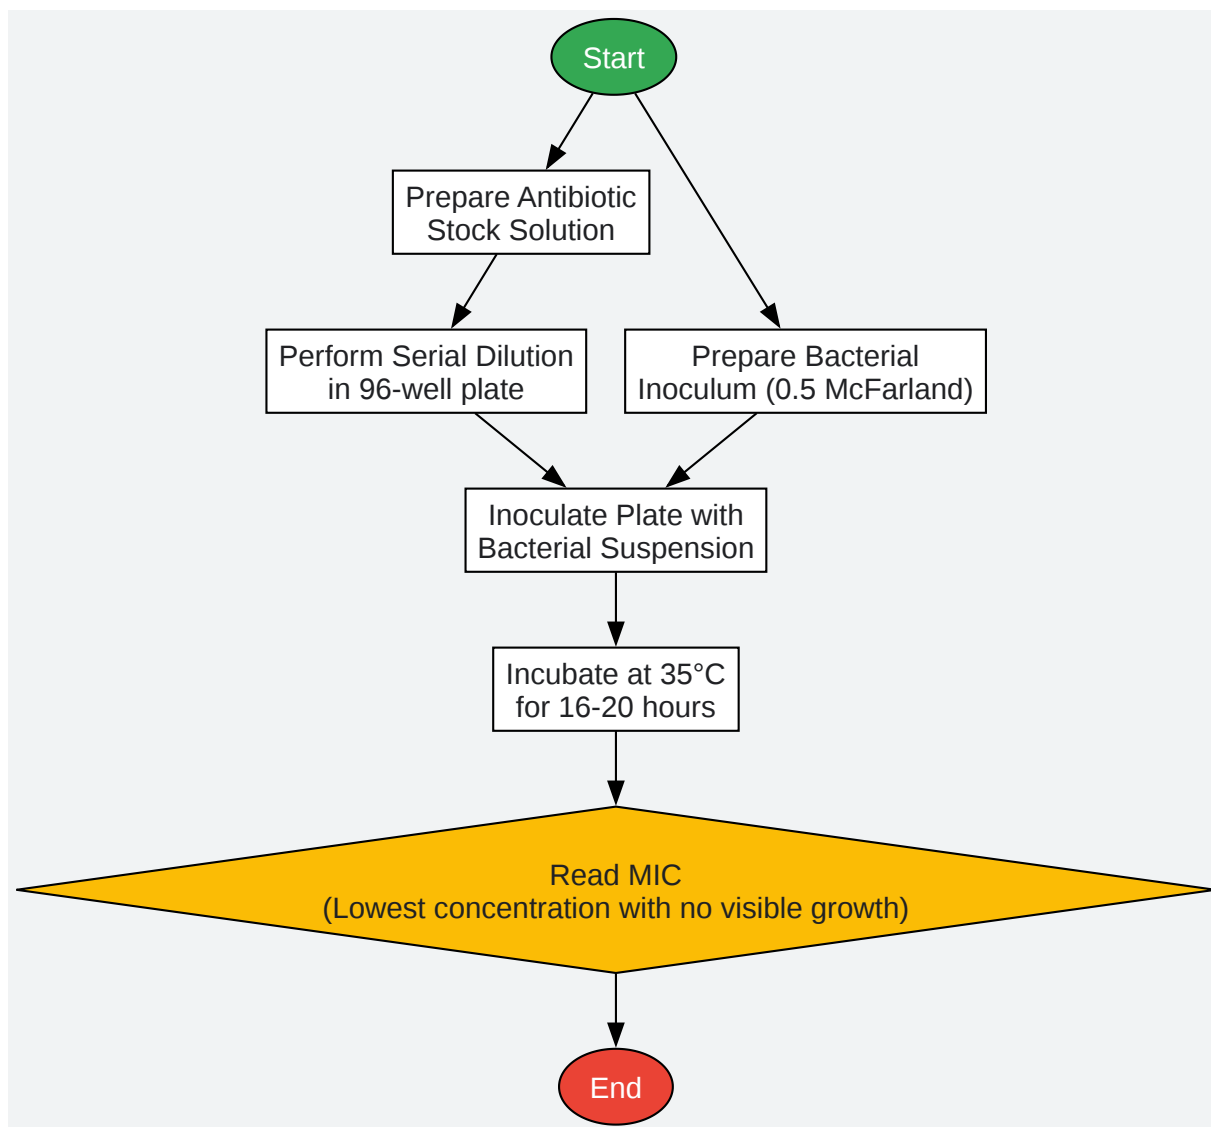 Start
Prepare Antibiotic
Stock Solution
Perform Serial Dilution
in 96-well plate
Prepare Bacterial
Inoculum (0.5 McFarland)
Inoculate Plate with
Bacterial Suspension
Incubate at 35°C
for 16-20 hours
Read MIC
(Lowest concentration with no visible growth)
End